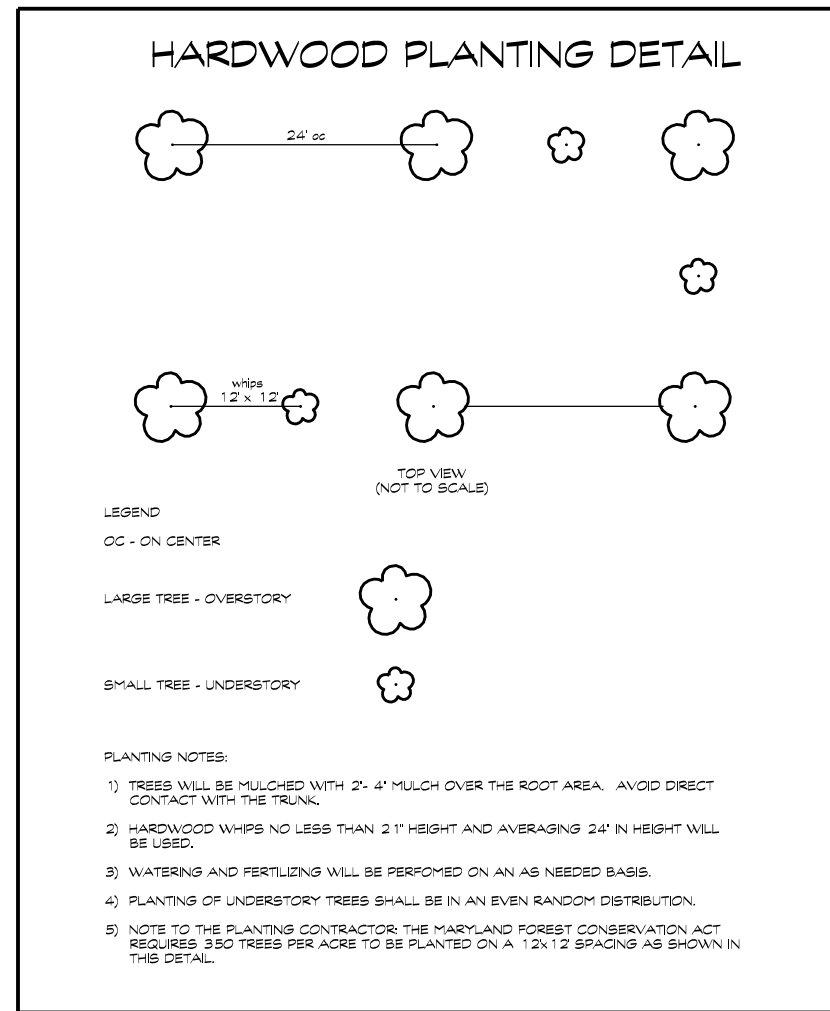 HARDWOOD PLANTING DETAIL
24' oc
whips
12' x 12'
TOP VIEW
(NOT TO SCALE)
LEGEND
OC - ON CENTER
LARGE TREE - OVERSTORY
SMALL TREE - UNDERSTORY
PLANTING NOTES:
1) TREES WILL BE MULCHED WITH 2"- 4" MULCH OVER THE ROOT AREA. AVOID DIRECT
CONTACT WITH THE TRUNK.
2) HARDWOOD WHIPS NO LESS THAN 21" HEIGHT AND AVERAGING 24" IN HEIGHT WILL
BE USED.
3) WATERING AND FERTILIZING WILL BE PERFOMED ON AN AS NEEDED BASIS.
4) PLANTING OF UNDERSTORY TREES SHALL BE IN AN EVEN RANDOM DISTRIBUTION.
5) NOTE TO THE PLANTING CONTRACTOR: THE MARYLAND FOREST CONSERVATION ACT
REQUIRES 350 TREES PER ACRE TO BE PLANTED ON A 12'x12' SPACING AS SHOWN IN
THIS DETAIL.